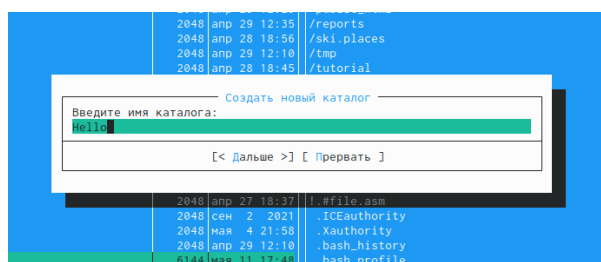 2048 апр 29 12:35 /reports
2048 апр 28 18:56 /ski.places
2048 апр 29 12:10 /tmp
2048 апр 28 18:45 /tutorial
Создать новый каталог
Введите имя каталога:
Hello
[< Дальше >] [ Прервать ]
2048 апр 27 18:37 !.#file.asm
2048 сен 2 2021 .ICEauthority
2048 мая 4 21:58 .Xauthority
2048 апр 29 12:10 .bash_history
6144 мая 11 17:48 .bash_profile